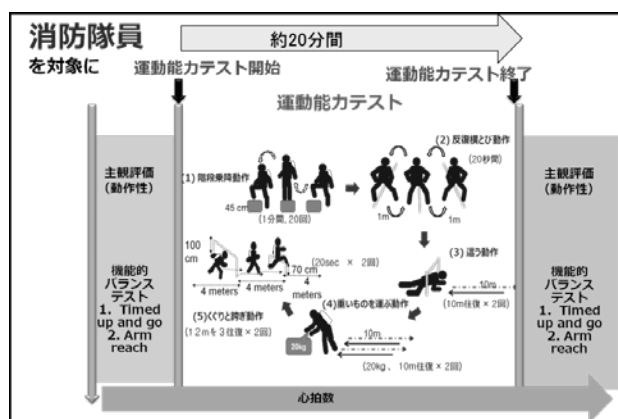 消防隊員
を対象に
約20分間
運動能力テスト開始
運動能力テスト終了
運動能力テスト
主観評価
(動作性)
機能的
バランス
テスト
1. Timed
up and go
2. Arm
reach
(1) 階段乗降動作
45 cm
(1分間, 20回)
(2) 反復横とび動作
(20秒間)
1m
1m
(3) 這う動作
10m
(10m往復 × 2回)
(4) 重いものを運ぶ動作
20kg
10m
(20kg 、10m往復 × 2回)
100
cm
(20sec × 2回)
70 cm
4 meters
4 meters
4
meters
(5)くぐりと跨ぎ動作
(12mを3往復 × 2回)
主観評価
(動作性)
機能的
バランス
テスト
1. Timed
up and go
2. Arm
reach
心拍数